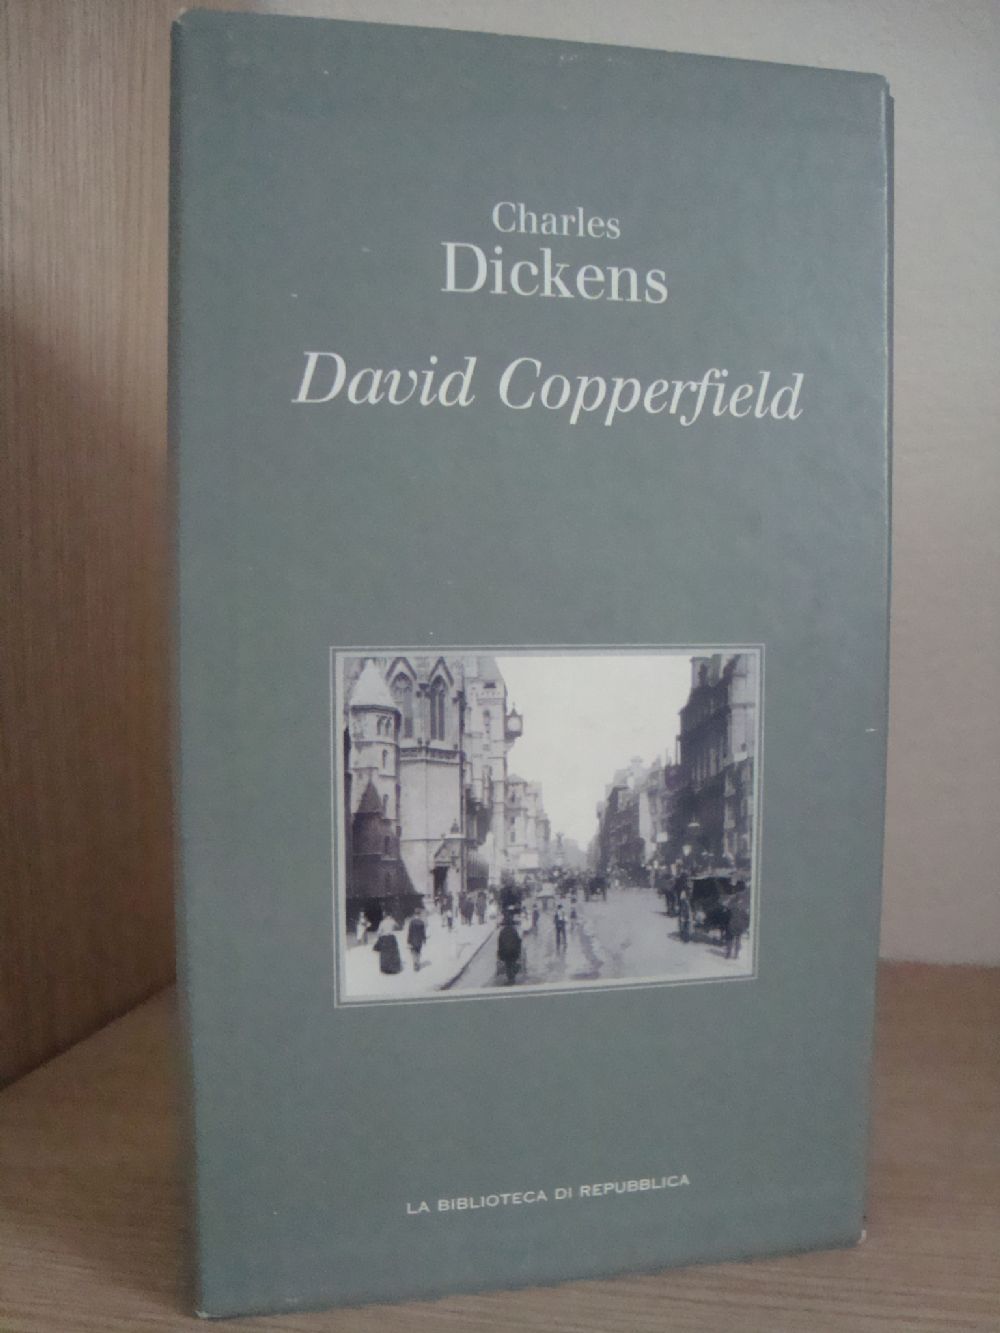 Charles
Dickens
David Copperfield
LA BIBLIOTECA DI REPUBBLICA